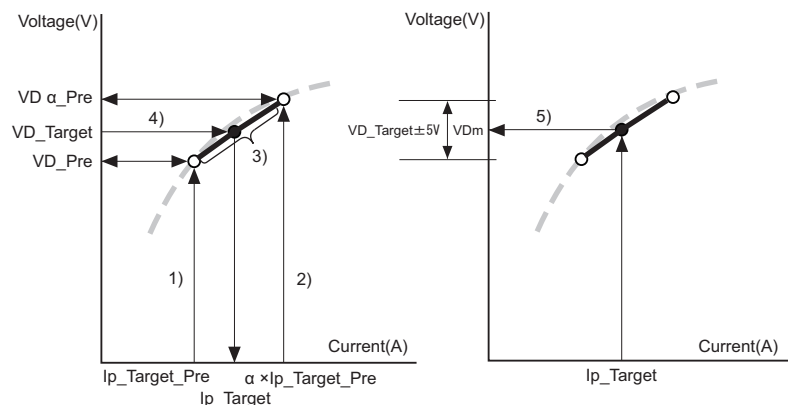 Voltage(V)
VD α_Pre
4)
VD_Target
3)
VD_Pre
1)
2)
Current(A)
Ip_Target_Pre
α ×Ip_Target_Pre
Ip_Target
Voltage(V)
5)
VD_Target±5V
VDm
Current(A)
Ip_Target